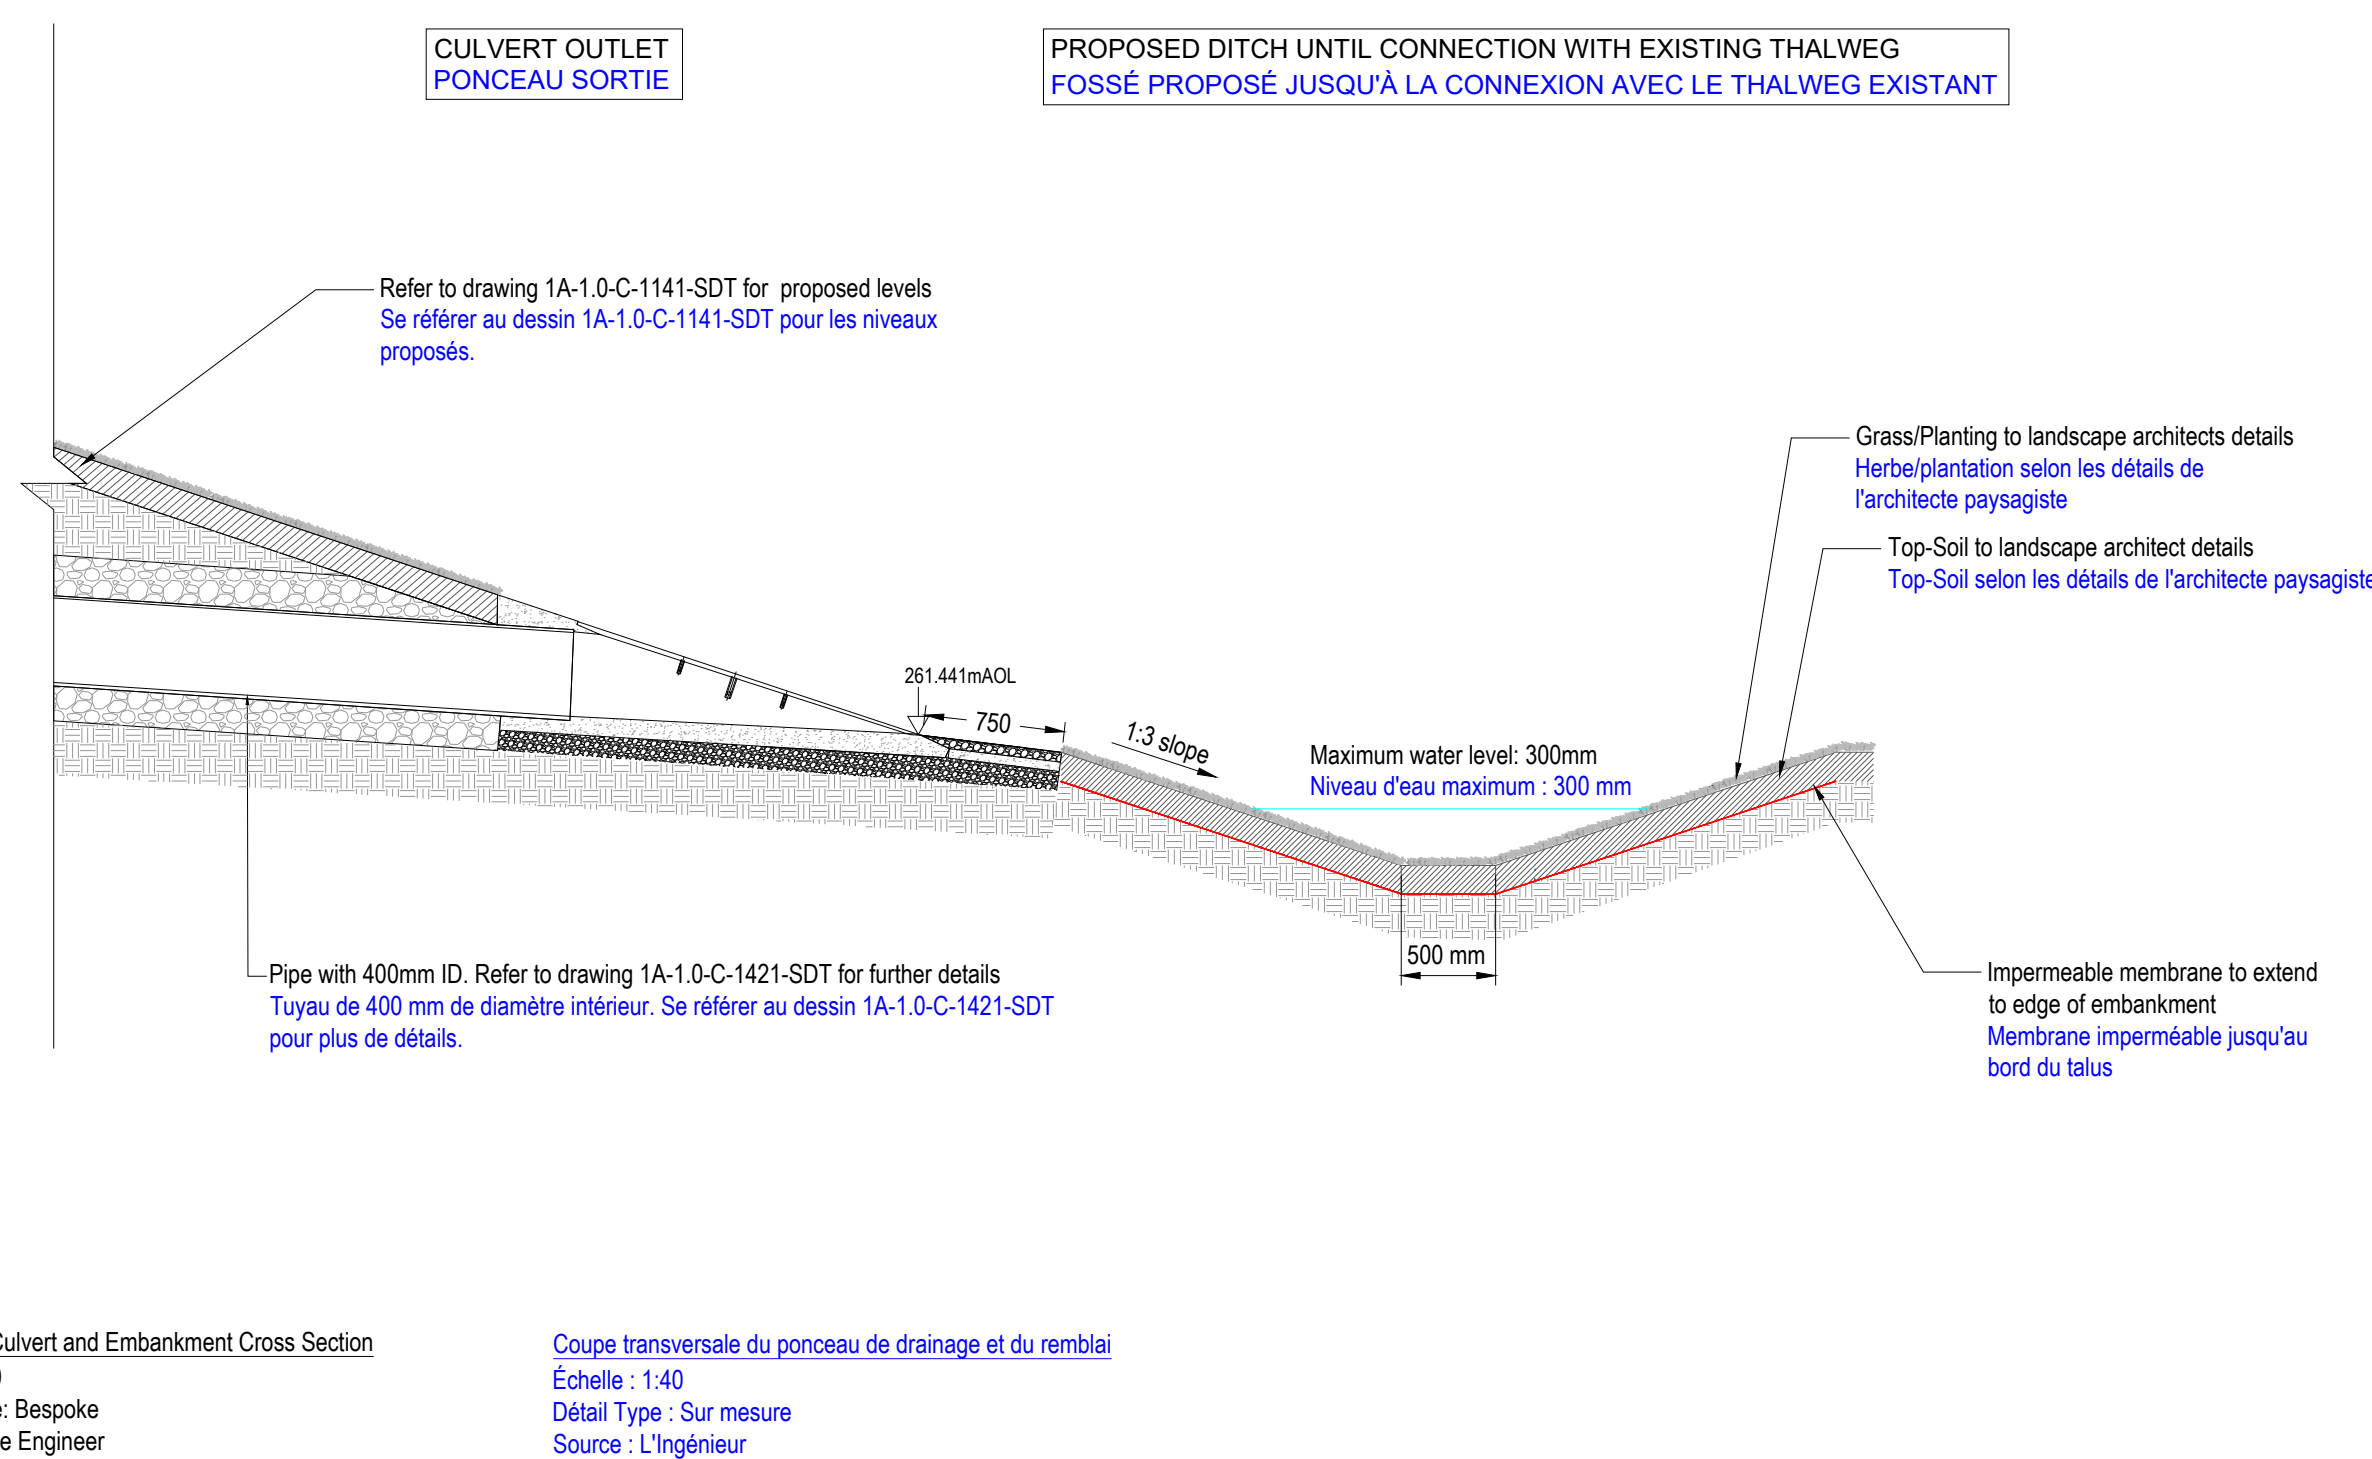 CULVERT OUTLET
PONCEAU SORTIE
PROPOSED DITCH UNTIL CONNECTION WITH EXISTING THALWEG
FOSSÉ PROPOSÉ JUSQU'À LA CONNEXION AVEC LE THALWEG EXISTANT
Refer to drawing 1A-1.0-C-1141-SDT for proposed levels
Se référer au dessin 1A-1.0-C-1141-SDT pour les niveaux
proposés.
Grass/Planting to landscape architects details
Herbe/plantation selon les détails de
l'architecte paysagiste
Top-Soil to landscape architect details
Top-Soil selon les détails de l'architecte paysagiste
261.441mAOL
750
1:3 slope
Maximum water level: 300mm
Niveau d'eau maximum : 300 mm
500 mm
Pipe with 400mm ID. Refer to drawing 1A-1.0-C-1421-SDT for further details
Tuyau de 400 mm de diamètre intérieur. Se référer au dessin 1A-1.0-C-1421-SDT
pour plus de détails.
Impermeable membrane to extend
to edge of embankment
Membrane imperméable jusqu'au
bord du talus
Culvert and Embankment Cross Section
: Bespoke
Engineer
Coupe transversale du ponceau de drainage et du remblai
Échelle : 1:40
Détail Type : Sur mesure
Source : L'Ingénieur